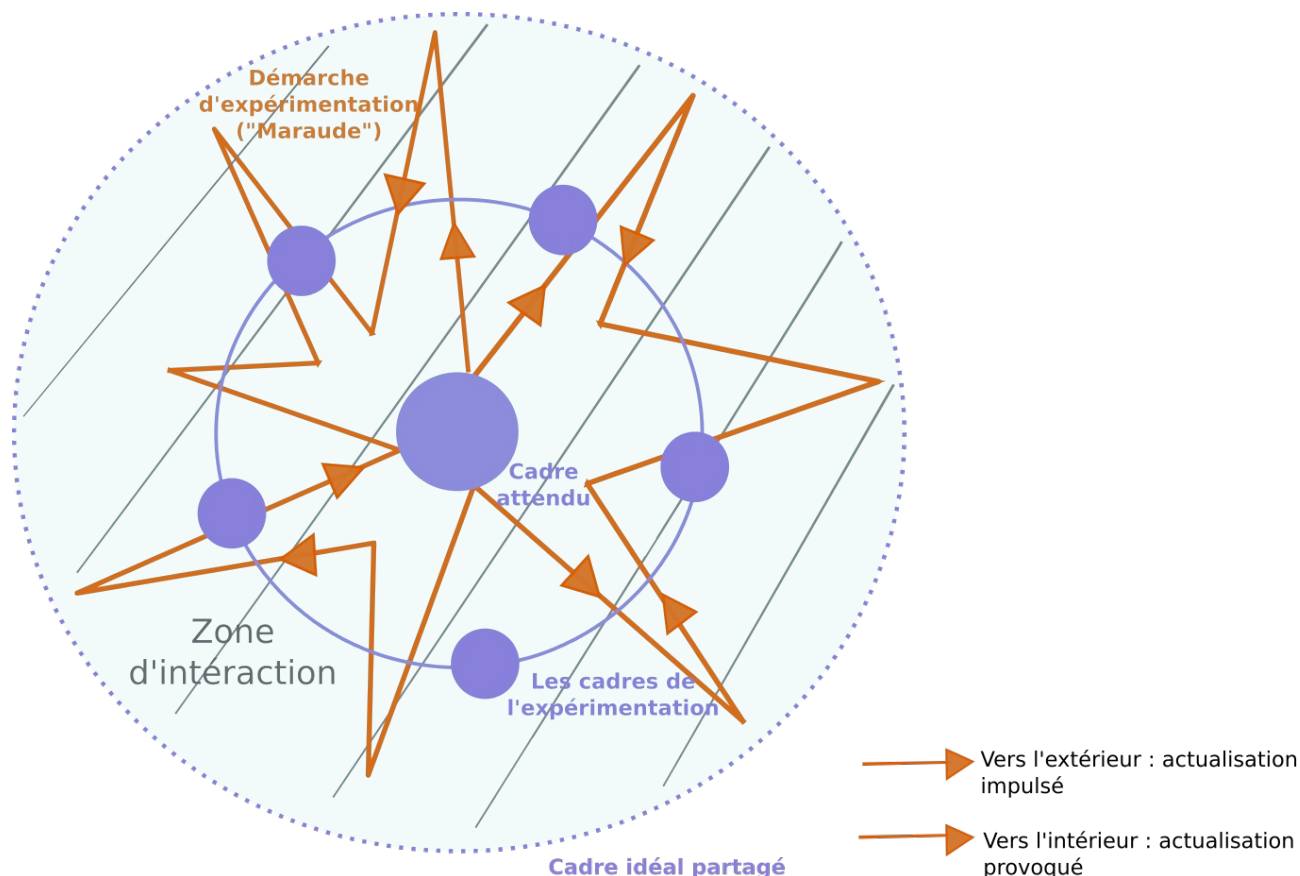 Démarche
d'expérimentation
("Maraude")
Cadre
attendu
Zone
d'intéraction
Les cadres de
l'expérimentation
Vers l'extérieur : actualisation
impulsé
Vers l'intérieur : actualisation
provoqué
Cadre idéal partagé